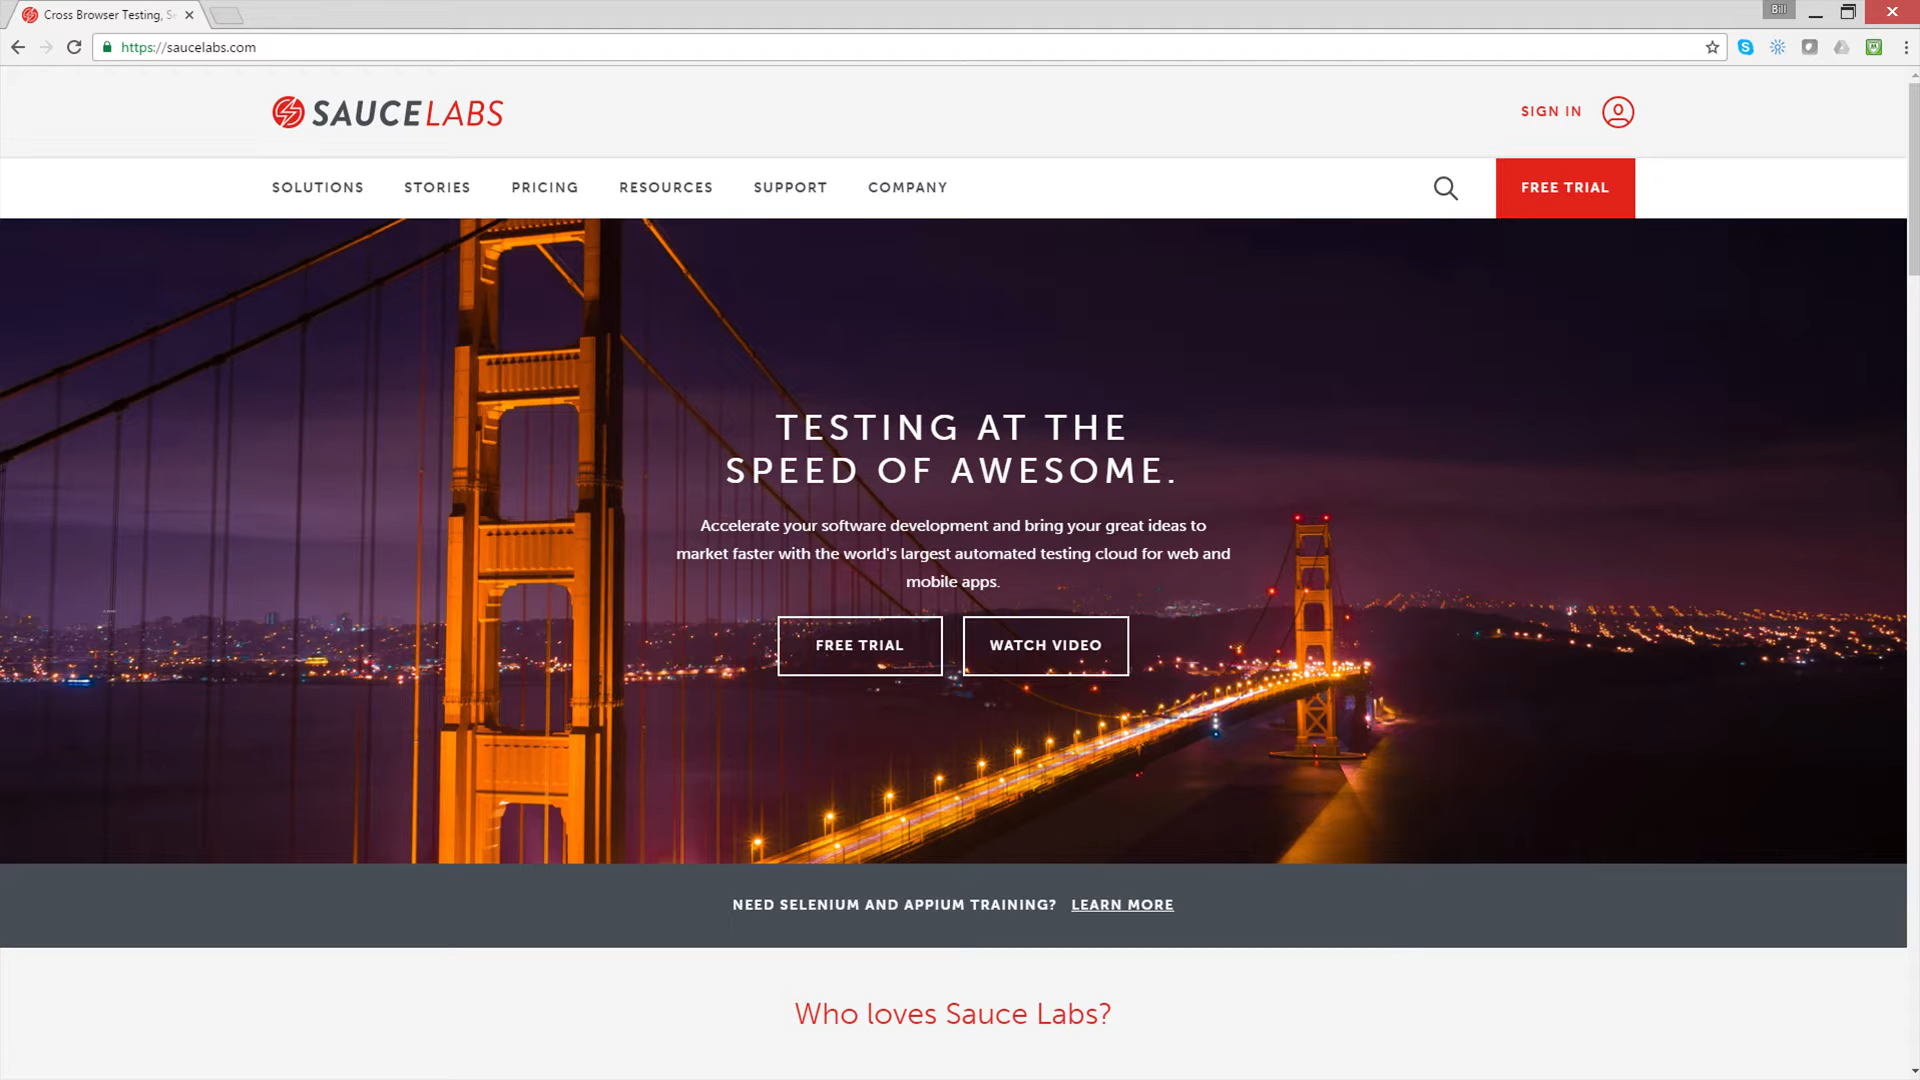 Cross Browser Testing, S
Bill
https://saucelabs.com
SAUCELABS
SIGN IN
SOLUTIONS
STORIES
PRICING
RESOURCES
SUPPORT
COMPANY
FREE TRIAL
TESTING AT THE
SPEED OF AWESOME.
Accelerate your software development and bring your great ideas to
market faster with the world's largest automated testing cloud for web and
mobile apps.
FREE TRIAL
WATCH VIDEO
NEED SELENIUM AND APPIUM TRAINING? LEARN MORE
Who loves Sauce Labs?